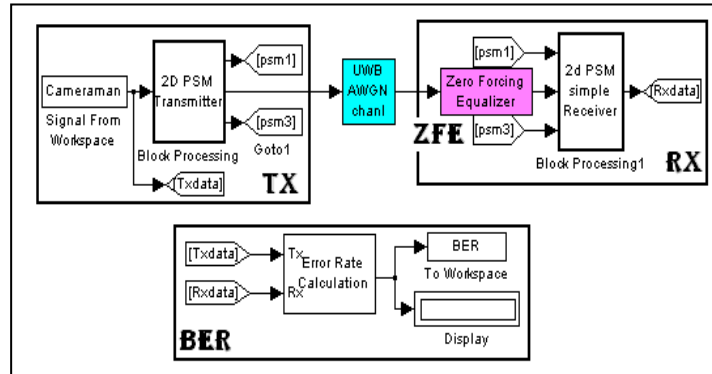 Cameraman
Signal From
Workspace
2D PSM
Transmitter
Block Processing
[psm1]
[psm3]
Goto1
[Txdata]
TX
UWB
AWGN
chanl
Zero Forcing
Equalizer
ZFE
[psm1]
[psm3]
2d PSM
simple
Receiver
Block Processing1
[Rxdata]
RX
[Txdata]
[Rxdata]
Tx
Rx
Error Rate
Calculation
BER
To Workspace
Display
BER